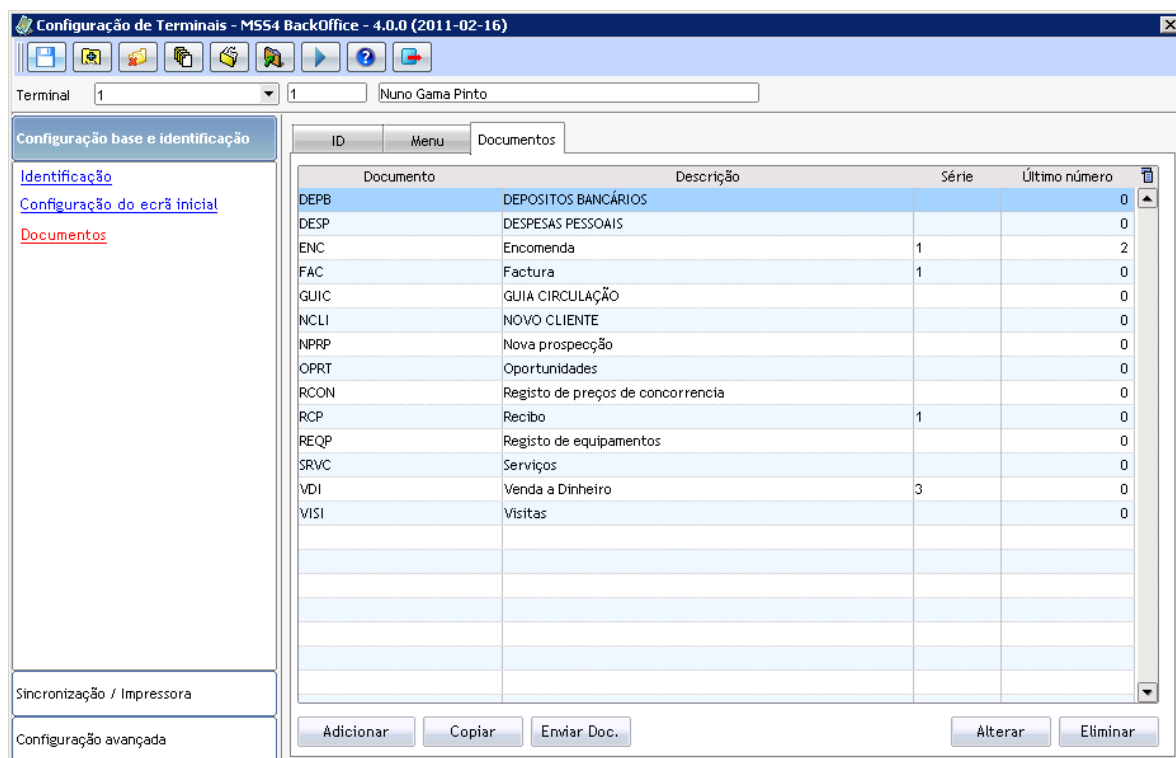 Configuração de Terminais - MSS4 BackOffice - 4.0.0 (2011-02-16)
Terminal 1 1 Nuno Gama Pinto
Configuração base e identificação
Identificação
Configuração do ecrã inicial
Documentos
Sincronização / Impressora
Configuração avançada
ID Menu Documentos
Documento Descrição Série Último número
DEPB DEPOSITOS BANCÁRIOS 0
DESP DESPESAS PESSOAIS 0
ENC Encomenda 1 2
FAC Factura 1 0
GUIC GUIA CIRCULAÇÃO 0
NCLI NOVO CLIENTE 0
NPRP Nova prospecção 0
OPRT Oportunidades 0
RCON Registo de preços de concorrencia 0
RCP Recibo 1 0
REQP Registo de equipamentos 0
SRVC Serviços 0
VDI Venda a Dinheiro 3 0
VISI Visitas 0
Adicionar Copiar Enviar Doc. Alterar Eliminar